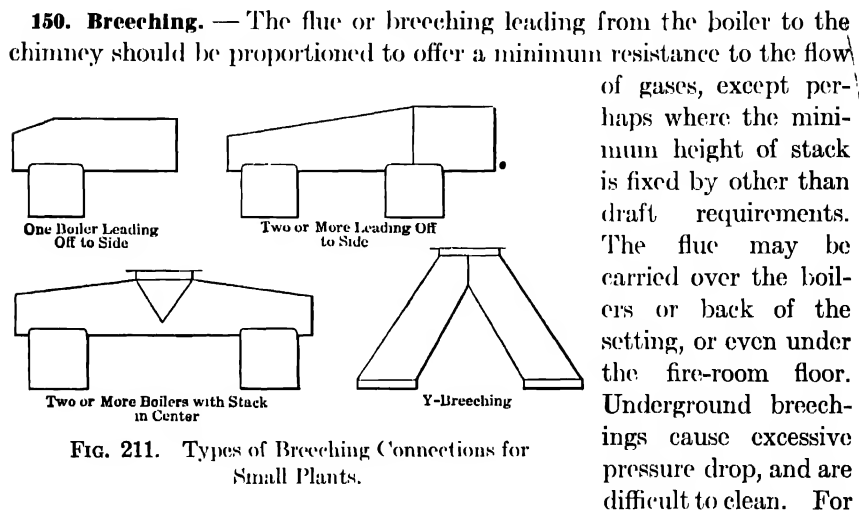 150. Breeching. — The flue or breeching leading from the boiler to the
chimney should be proportioned to offer a minimum resistance to the flow
of gases, except per-
haps where the mini-
mum height of stack
is fixed by other than
draft requirements.
The flue may be
carried over the boil-
ers or back of the
setting, or even under
the fire-room floor.
Underground breech-
ings cause excessive
pressure drop, and are
difficult to clean. For
One Boiler Leading
Off to Side
Two or More Leading Off
to Side
Two or More Boilers with Stack
in Center
Y-Breeching
FIG. 211. Types of Breeching Connections for
Small Plants.